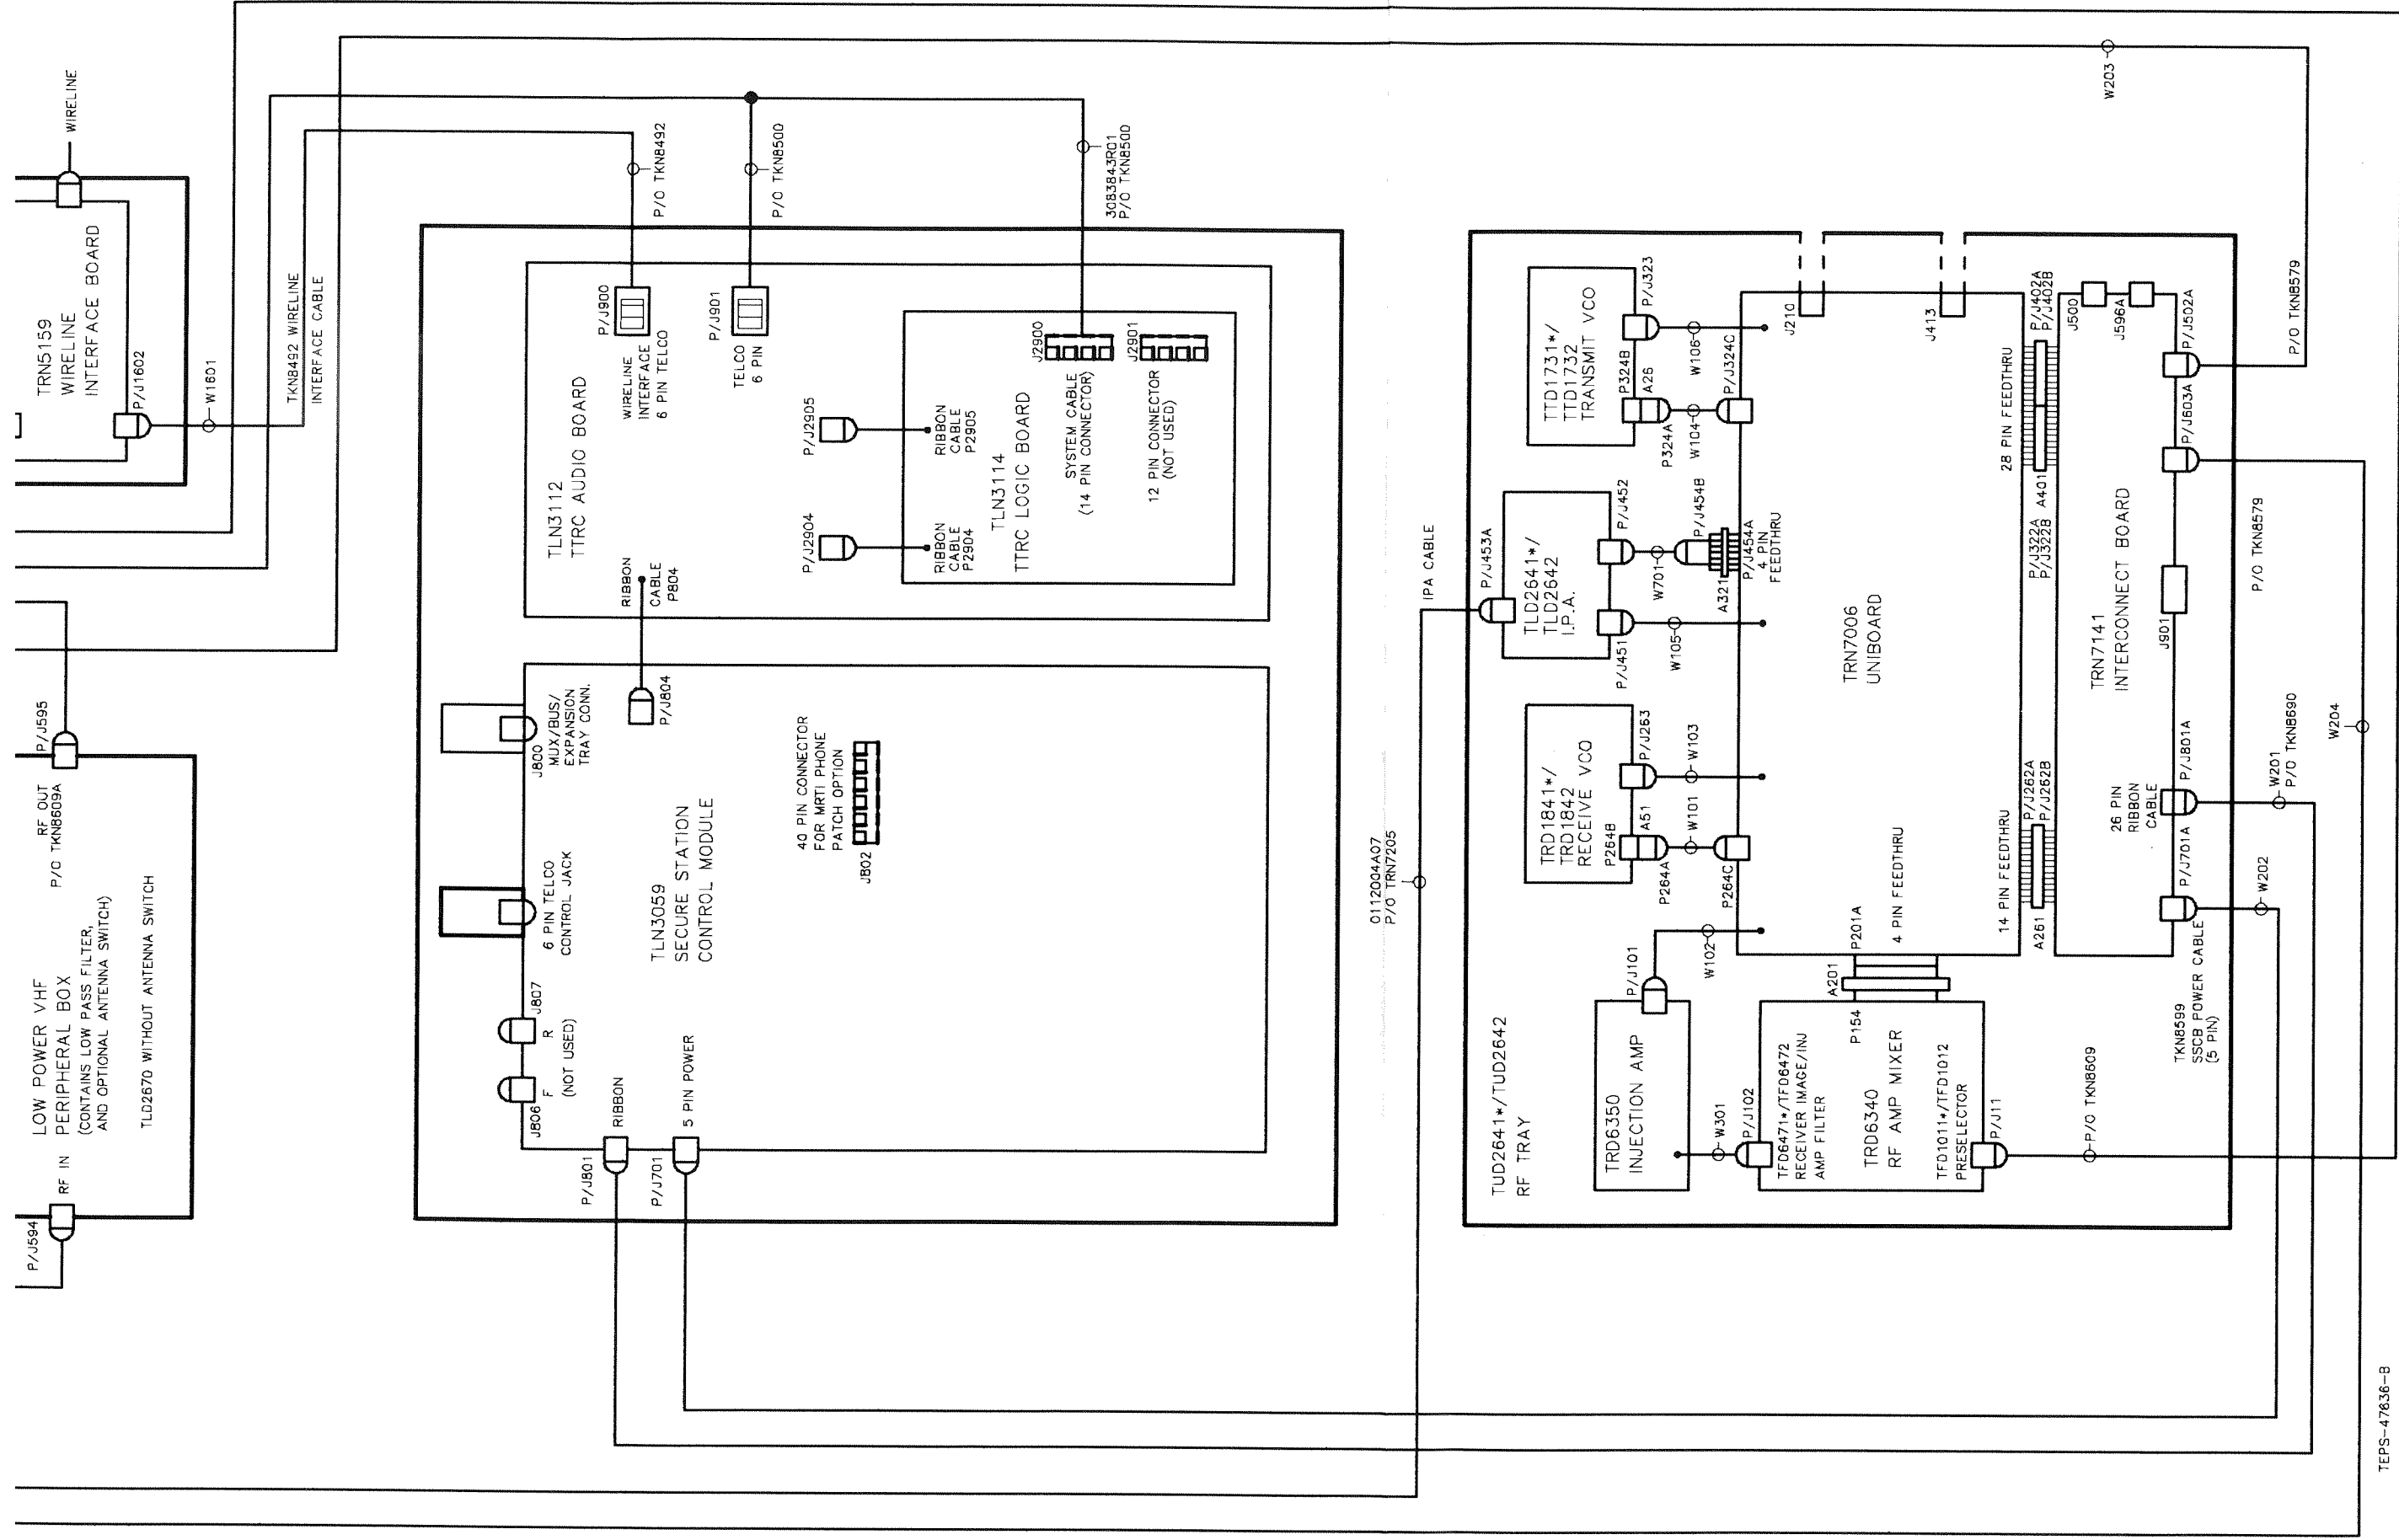 LOW POWER VHF
PERIPHERAL BOX
(CONTAINS LOW PASS FILTER,
AND OPTIONAL ANTENNA SWITCH)
TLD2670 WITHOUT ANTENNA SWITCH
P/J594
RF IN
RF OUT
P/O TKN8609A
P/J595
TRN5159
WIRELINE
INTERFACE BOARD
P/J1602
WIRELINE
W1601
TKN8492 WIRELINE
INTERFACE CABLE
J806
F
R
J807
(NOT USED)
6 PIN TELCO
CONTROL JACK
J800
MUX/BUS/
EXPANSION
TRAY CONN.
P/J801
RIBBON
P/J701
5 PIN POWER
TLN3059
SECURE STATION
CONTROL MODULE
P/J804
RIBBON
CABLE
P804
40 PIN CONNECTOR
FOR MRTI PHONE
PATCH OPTION
J802
TLN3112
TTRC AUDIO BOARD
P/J900
WIRELINE
INTERFACE
6 PIN TELCO
P/J901
TELCO
6 PIN
P/O TKN8492
P/O TKN8500
P/J2904
P/J2905
RIBBON
CABLE
P2904
RIBBON
CABLE
P2905
TLN3114
TTRC LOGIC BOARD
J2900
SYSTEM CABLE
(14 PIN CONNECTOR)
J2901
12 PIN CONNECTOR
(NOT USED)
3083843R01
P/O TKN8500
0112004A07
P/O TRN7205
IPA CABLE
TUD2641*/TUD2642
RF TRAY
TRD6350
INJECTION AMP
P/J101
W102
W301
P/J102
TFD6471*/TFD6472
RECEIVER IMAGE/INJ
AMP FILTER
TRD6340
RF AMP MIXER
TFD1011*/TFD1012
PRESELECTOR
P/J11
P154
A201
P201A
4 PIN FEEDTHRU
TRD1841*/
TRD1842
RECEIVE VCO
P264B
A51
P264A
W101
P264C
P/J263
W103
P/J453A
TLD2641*/
TLD2642
I.P.A.
P/J451
W105
P/J452
W701
P/J454B
A321
P/J454A
4 PIN
FEEDTHRU
TTD1731*/
TTD1732
TRANSMIT VCO
P324B
A26
P324A
W104
P/J324C
P/J323
W106
J210
J413
TRN7006
UNIBOARD
14 PIN FEEDTHRU
A261
P/J262A
P/J262B
28 PIN FEEDTHRU
P/J322A
P/J322B
A401
P/J402A
P/J402B
TRN7141
INTERCONNECT BOARD
J500
J596A
J901
P/J502A
P/J603A
26 PIN
RIBBON
CABLE
P/J801A
P/J701A
TKN8599
SSCB POWER CABLE
(5 PIN)
P/O TKN8609
W202
W201
P/O TKN8690
W204
P/O TKN8579
P/O TKN8579
W203
TEPS-47636-B